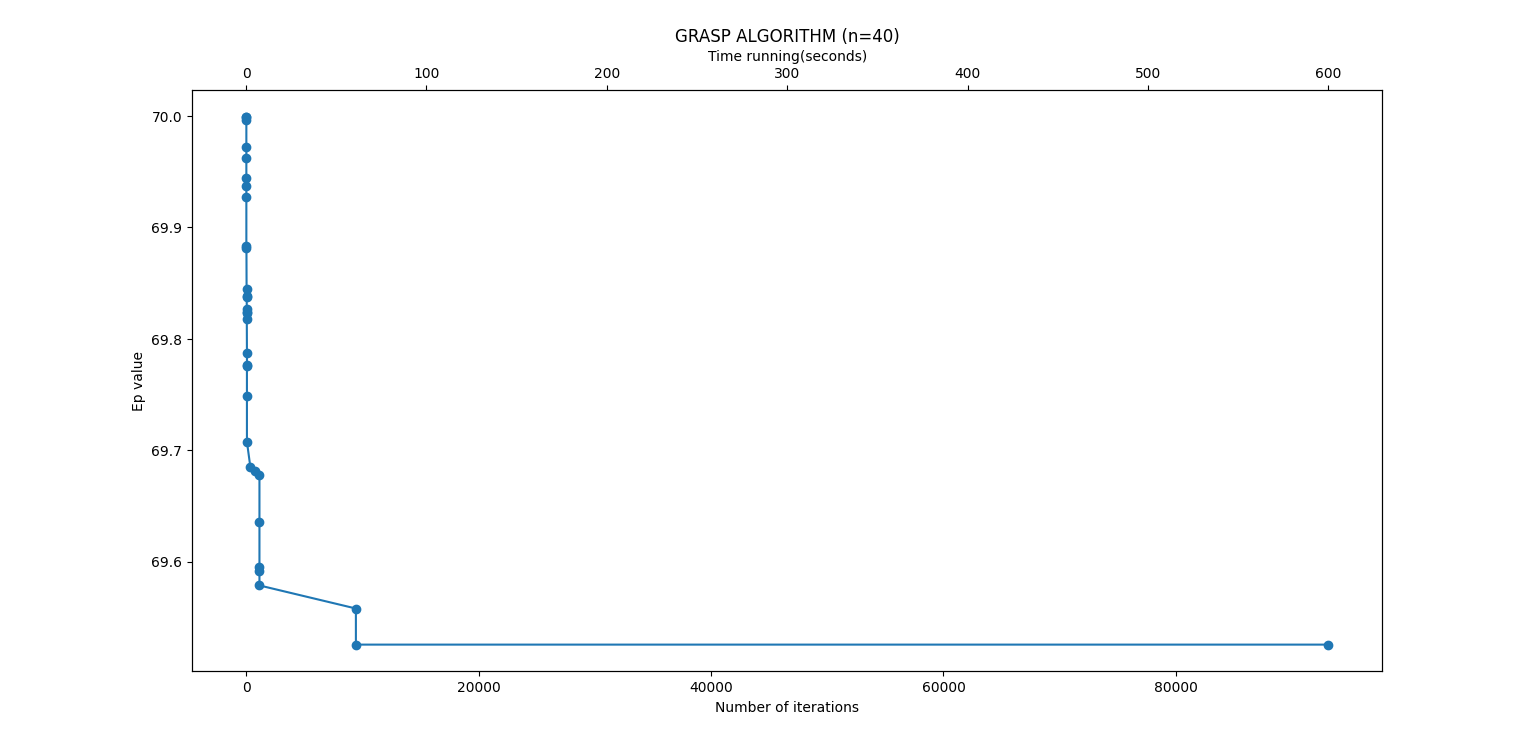 GRASP ALGORITHM (n=40)
Time running(seconds)
0 100 200 300 400 500 600
70.0
69.9
69.8
69.7
69.6
Ep value
0 20000 40000 60000 80000
Number of iterations